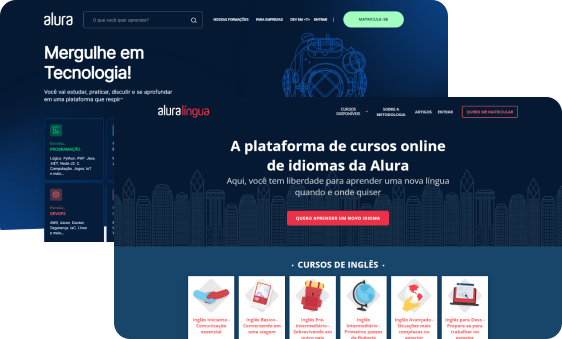 alura
O que você quer aprender?
NOSSAS FORMAÇÕES
PARA EMPRESAS
DEV EM <T>
ENTRAR
MATRICULE-SE
Mergulhe em
Tecnologia!
Você vai estudar, praticar, discutir e se aprofundar
em uma plataforma que respir
Escola_
PROGRAMAÇÃO
Lógica, Python, PHP, Java,
.NET, Node JS, C,
Computação, Jogos, IoT
e mais...
Escola_
DEVOPS
AWS, Azure, Docker,
Segurança, IaC, Linux
e mais...
aluralíngua
CURSOS
DISPONÍVEIS
SOBRE A
METODOLOGIA
ARTIGOS
ENTRAR
QUERO ME MATRICULAR
A plataforma de cursos online
de idiomas da Alura
Aqui, você tem liberdade para aprender uma nova língua
quando e onde quiser
QUERO APRENDER UM NOVO IDIOMA
• CURSOS DE INGLÊS •
Inglês Iniciante -
Comunicação
essencial
Inglês Básico -
Conversando em
uma viagem
Inglês Pré-
intermediário -
Sobrevivendo em
outro país
Inglês
Intermediário -
Primeiros passos
da fluência
Inglês Avançado -
Situações mais
complexas no
exterior
Inglês para Devs -
Prepare-se para
trabalhar no
exterior